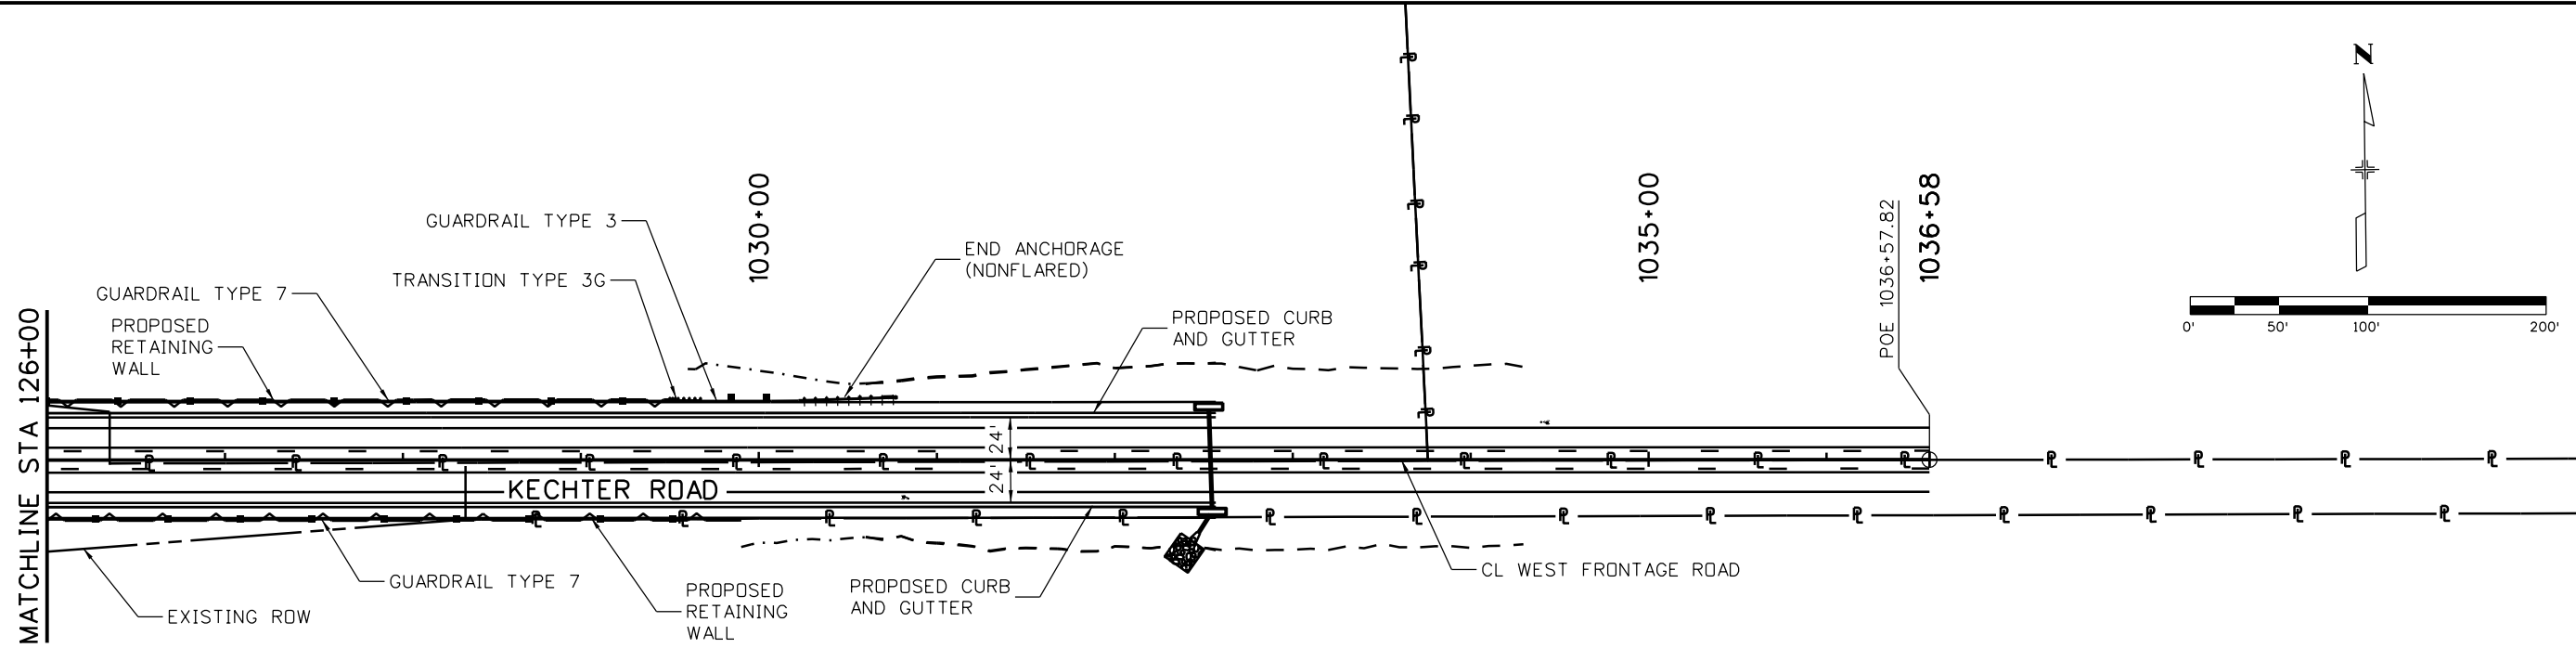 N
1030+00
1035+00
1036+58
POE 1036+57.82
GUARDRAIL TYPE 3
END ANCHORAGE
(NONFLARED)
TRANSITION TYPE 3G
GUARDRAIL TYPE 7
PROPOSED
RETAINING
WALL
PROPOSED CURB
AND GUTTER
0'
50'
100'
200'
MATCHLINE STA 126+00
24'
24'
KECHTER ROAD
CL WEST FRONTAGE ROAD
GUARDRAIL TYPE 7
EXISTING ROW
PROPOSED
RETAINING
WALL
PROPOSED CURB
AND GUTTER